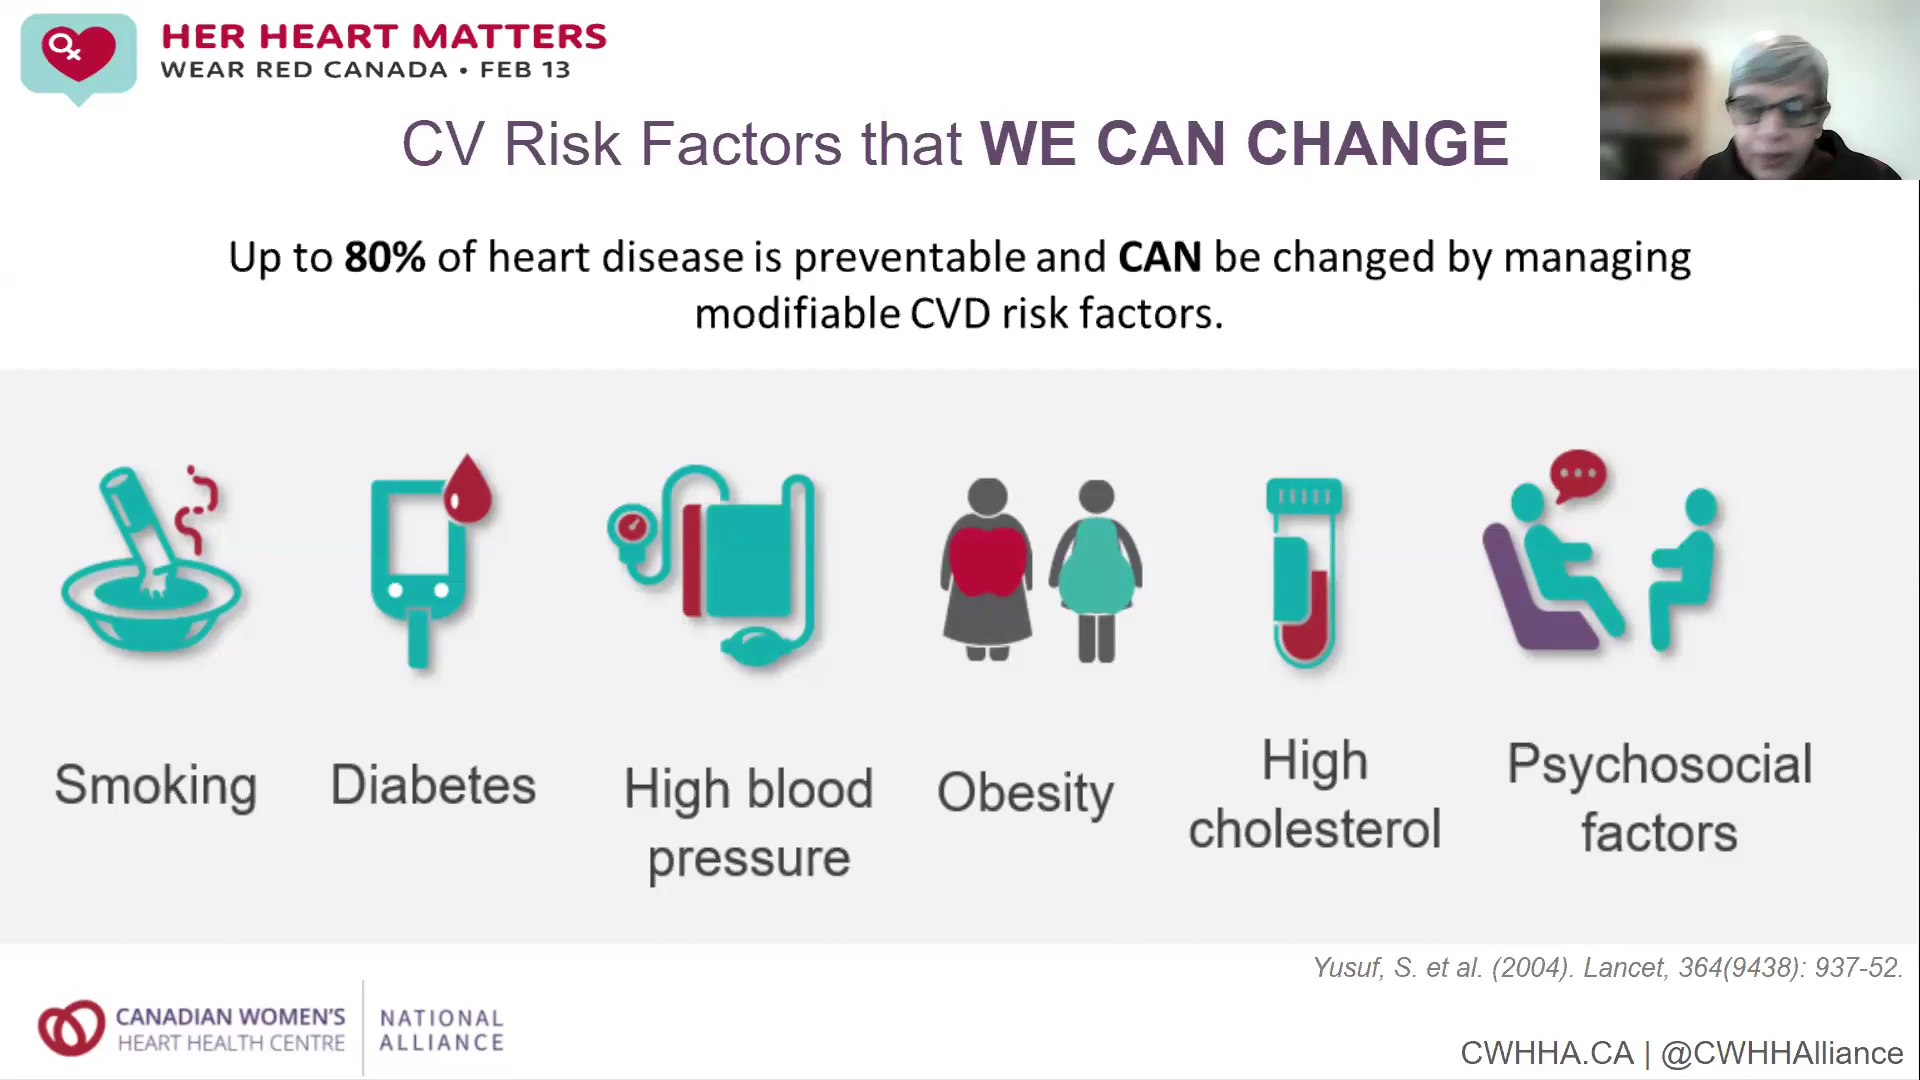 HER HEART MATTERS
WEAR RED CANADA • FEB 13
CV Risk Factors that WE CAN CHANGE
Up to 80% of heart disease is preventable and CAN be changed by managing
modifiable CVD risk factors.
Smoking
Diabetes
High blood
pressure
Obesity
High
cholesterol
Psychosocial
factors
Yusuf, S. et al. (2004). Lancet, 364(9438): 937-52.
CANADIAN WOMEN'S
HEART HEALTH CENTRE
NATIONAL
ALLIANCE
CWHHA.CA | @CWHHAlliance